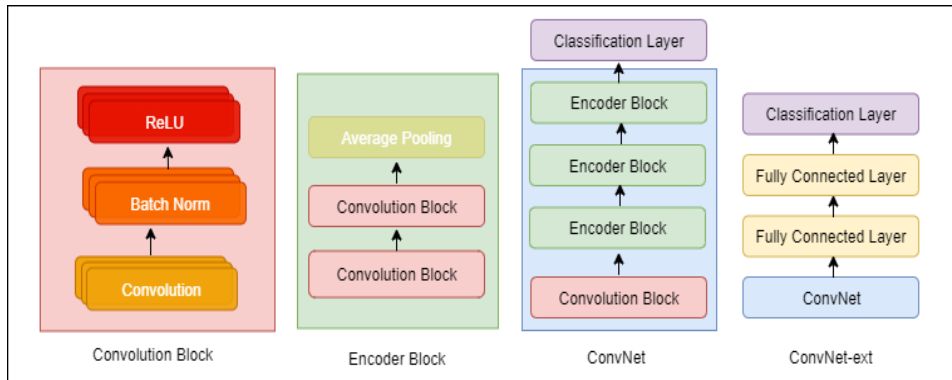 ReLU
Batch Norm
Convolution
Convolution Block
Average Pooling
Convolution Block
Convolution Block
Encoder Block
Classification Layer
Encoder Block
Encoder Block
Encoder Block
Convolution Block
ConvNet
Classification Layer
Fully Connected Layer
Fully Connected Layer
ConvNet
ConvNet-ext